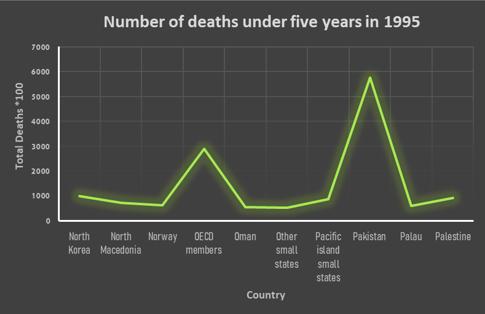 Number of deaths under five years in 1995
Total Deaths *100
7000
6000
5000
4000
3000
2000
1000
0
North
Korea
North
Macedonia
Norway
OECD
members
Oman
Other
small
states
Pacific
island
small
states
Pakistan
Palau
Palestine
Country